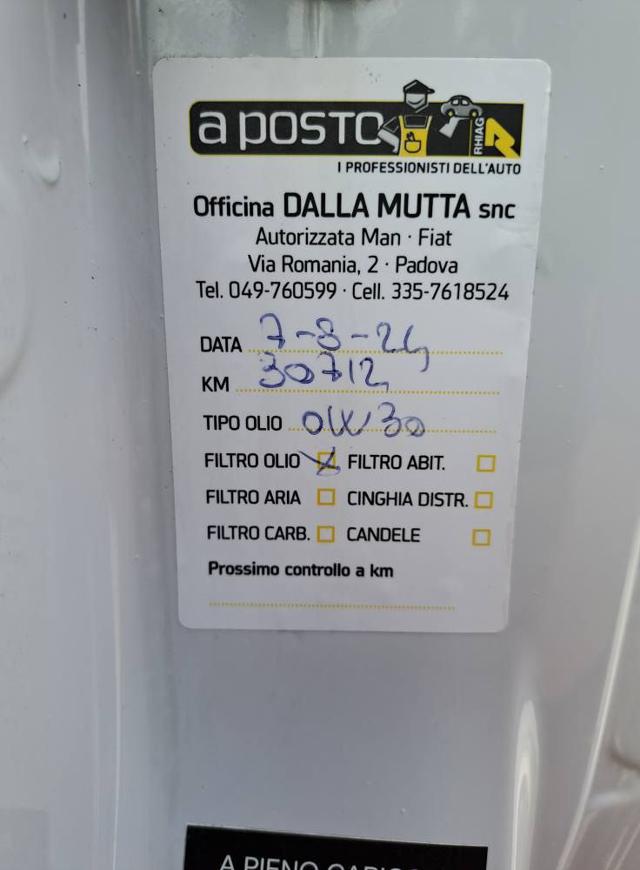 a POSTO
RHIAG
I PROFESSIONISTI DELL'AUTO
Officina DALLA MUTTA snc
Autorizzata Man · Fiat
Via Romania, 2 · Padova
Tel. 049-760599 · Cell. 335-7618524
DATA 7-8-24
KM 30712
TIPO OLIO 0W30
FILTRO OLIO FILTRO ABIT.
FILTRO ARIA CINGHIA DISTR.
FILTRO CARB. CANDELE
Prossimo controllo a km
A PIENO